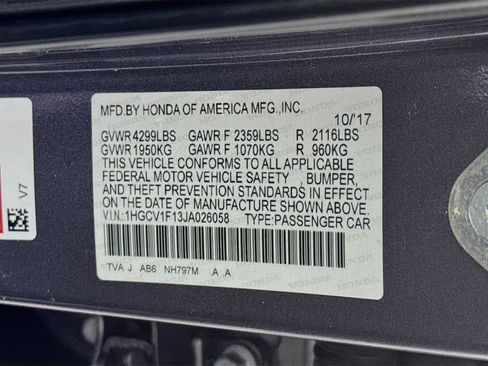 MFD.BY HONDA OF AMERICA MFG.,INC.
10/'17
GVWR 4299LBS GAWR F 2359LBS R 2116LBS
GVWR 1950KG GAWR F 1070KG R 960KG
THIS VEHICLE CONFORMS TO ALL APPLICABLE
FEDERAL MOTOR VEHICLE SAFETY , BUMPER,
AND THEFT PREVENTION STANDARDS IN EFFECT
ON THE DATE OF MANUFACTURE SHOWN ABOVE.
V.I.N.:1HGCV1F13JA026058 TYPE:PASSENGER CAR
TVA J AB6 NH797M A A
V7